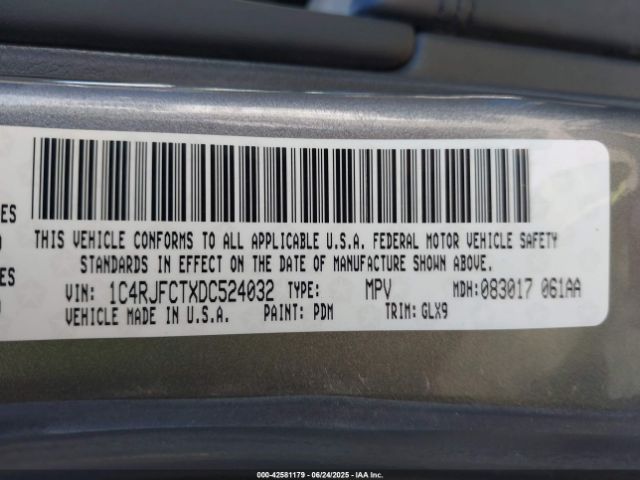 ES
THIS VEHICLE CONFORMS TO ALL APPLICABLE U.S.A. FEDERAL MOTOR VEHICLE SAFETY
STANDARDS IN EFFECT ON THE DATE OF MANUFACTURE SHOWN ABOVE.
ES
VIN: 1C4RJFCTXDC524032 TYPE: MPV MDH:083017 061AA
VEHICLE MADE IN U.S.A. PAINT: PDM TRIM: GLX9
000-42581179 - 06/24/2025 - IAA Inc.